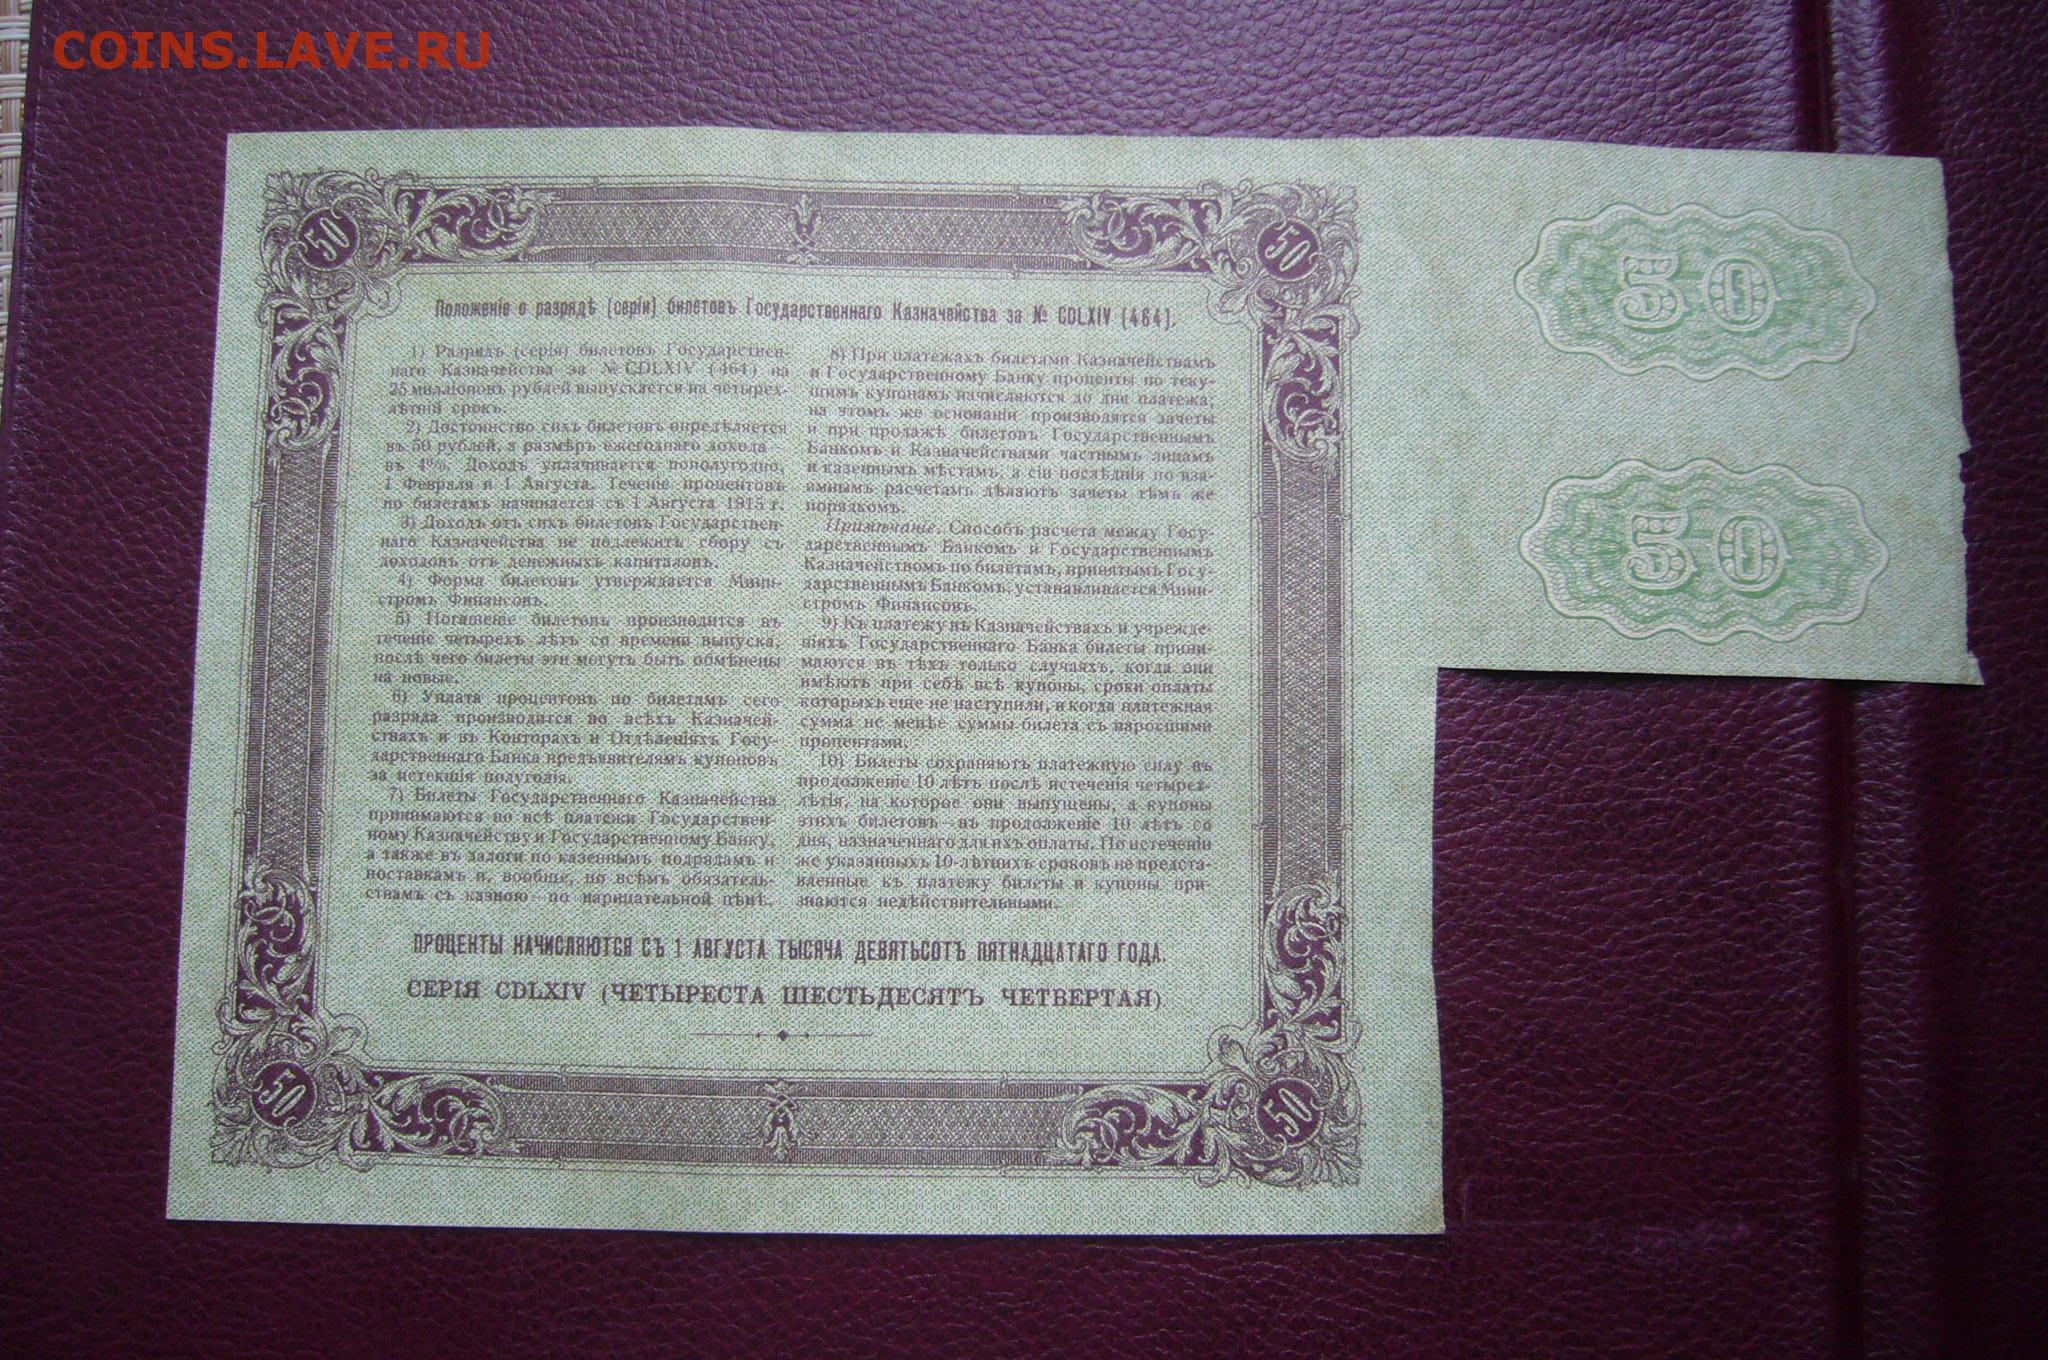 COINS.LAVE.RU
50
50
50
50
Положеніе о разрядѣ (серіи) билетовъ Государственнаго Казначейства за № CDLXIV (464).
1) Разрядъ (серія) билетовъ Государствен-
наго Казначейства за № CDLXIV (464) на
25 милліоновъ рублей выпускается на четырех-
лѣтній срокъ.
2) Достоинство сихъ билетовъ опредѣляется
въ 50 рублей, а размѣръ ежегоднаго дохода—
въ 4%. Доходъ уплачивается пополугодно,
1 Февраля и 1 Августа. Теченіе процентовъ
по билетамъ начинается съ 1 Августа 1915 г.
3) Доходъ отъ сихъ билетовъ Государствен-
наго Казначейства не подлежитъ сбору съ
доходовъ отъ денежныхъ капиталовъ.
4) Форма билетовъ утверждается Мини-
стромъ Финансовъ.
5) Погашеніе билетовъ производится въ
теченіе четырехъ лѣтъ со времени выпуска,
послѣ чего билеты эти могутъ быть обмѣнены
на новые.
6) Уплата процентовъ по билетамъ сего
разряда производится во всѣхъ Казначей-
ствахъ и въ Конторахъ и Отдѣленіяхъ Госу-
дарственнаго Банка предъявителямъ купоновъ
за истекшія полугодія.
7) Билеты Государственнаго Казначейства
принимаются во всѣ платежи Государствен-
ному Казначейству и Государственному Банку,
а также въ залоги по казеннымъ подрядамъ и
поставкамъ и, вообще, по всѣмъ обязатель-
ствамъ съ казною—по нарицательной цѣнѣ.
8) При платежахъ билетами Казначействамъ
и Государственному Банку проценты по теку-
щимъ купонамъ начисляются до дня платежа;
на этомъ же основаніи производятся зачеты
и при продажѣ билетовъ Государственнымъ
Банкомъ и Казначействами частнымъ лицамъ
и казеннымъ мѣстамъ, а сіи послѣднія по вза-
имнымъ расчетамъ дѣлаютъ зачеты тѣмъ же
порядкомъ.
Примѣчаніе. Способъ расчета между Госу-
дарственнымъ Банкомъ и Государственнымъ
Казначействомъ по билетамъ, принятымъ Госу-
дарственнымъ Банкомъ, устанавливается Мини-
стромъ Финансовъ.
9) Къ платежу въ Казначействахъ и учрежде-
ніяхъ Государственнаго Банка билеты прини-
маются въ тѣхъ только случаяхъ, когда они
имѣютъ при себѣ всѣ купоны, сроки оплаты
которыхъ еще не наступили, и когда платежная
сумма не менѣе суммы билета съ наросшими
процентами.
10) Билеты сохраняютъ платежную силу въ
продолженіе 10 лѣтъ послѣ истеченія четырех-
лѣтія, на которое они выпущены, а купоны
этихъ билетовъ—въ продолженіе 10 лѣтъ со
дня, назначеннаго для ихъ оплаты. По истеченіи
же указанныхъ 10-лѣтнихъ сроковъ не предста-
вленные къ платежу билеты и купоны при-
знаются недѣйствительными.
ПРОЦЕНТЫ НАЧИСЛЯЮТСЯ СЪ 1 АВГУСТА ТЫСЯЧА ДЕВЯТЬСОТЪ ПЯТНАДЦАТАГО ГОДА.
СЕРІЯ CDLXIV (ЧЕТЫРЕСТА ШЕСТЬДЕСЯТЪ ЧЕТВЕРТАЯ)
50
50